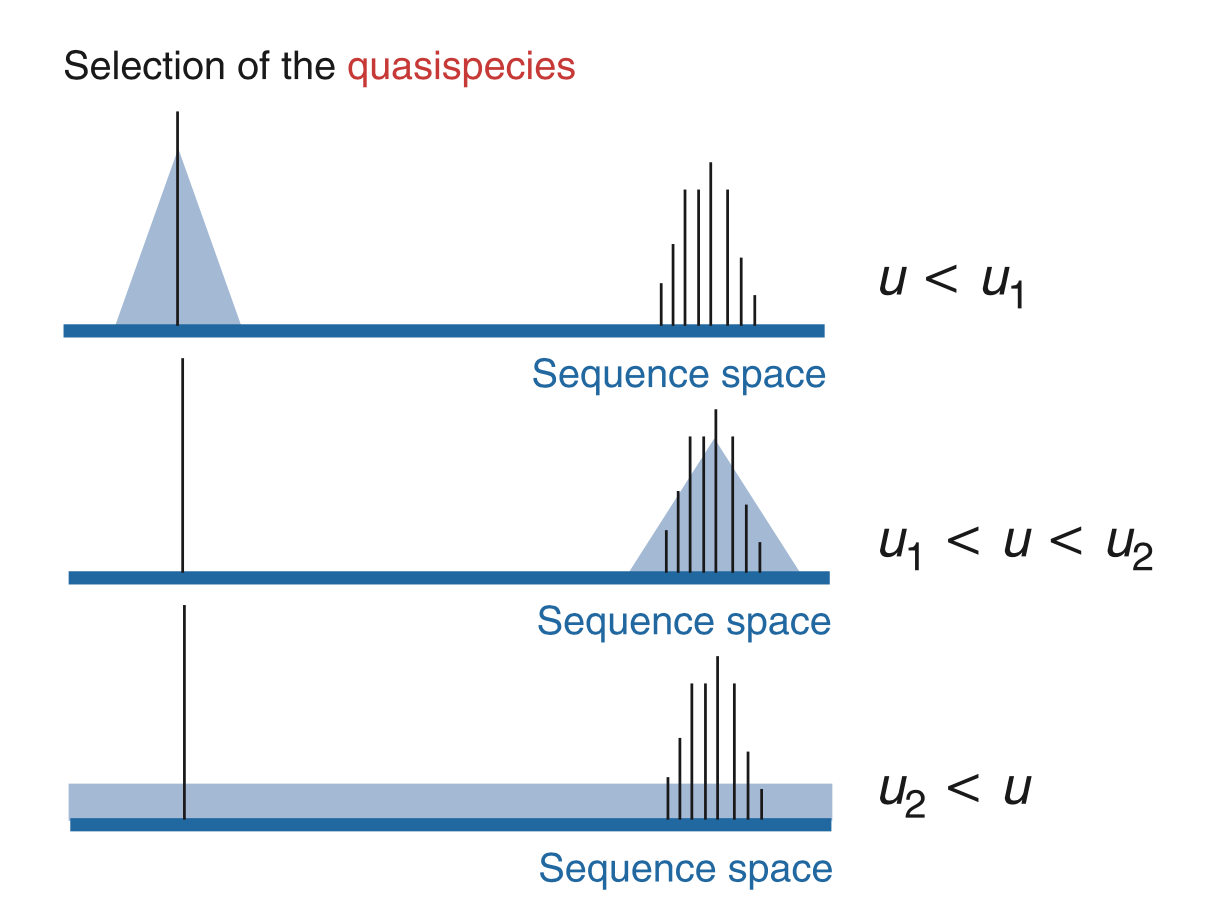 Selection of the quasispecies
u < u₁
Sequence space
u₁ < u < u₂
Sequence space
u₂ < u
Sequence space